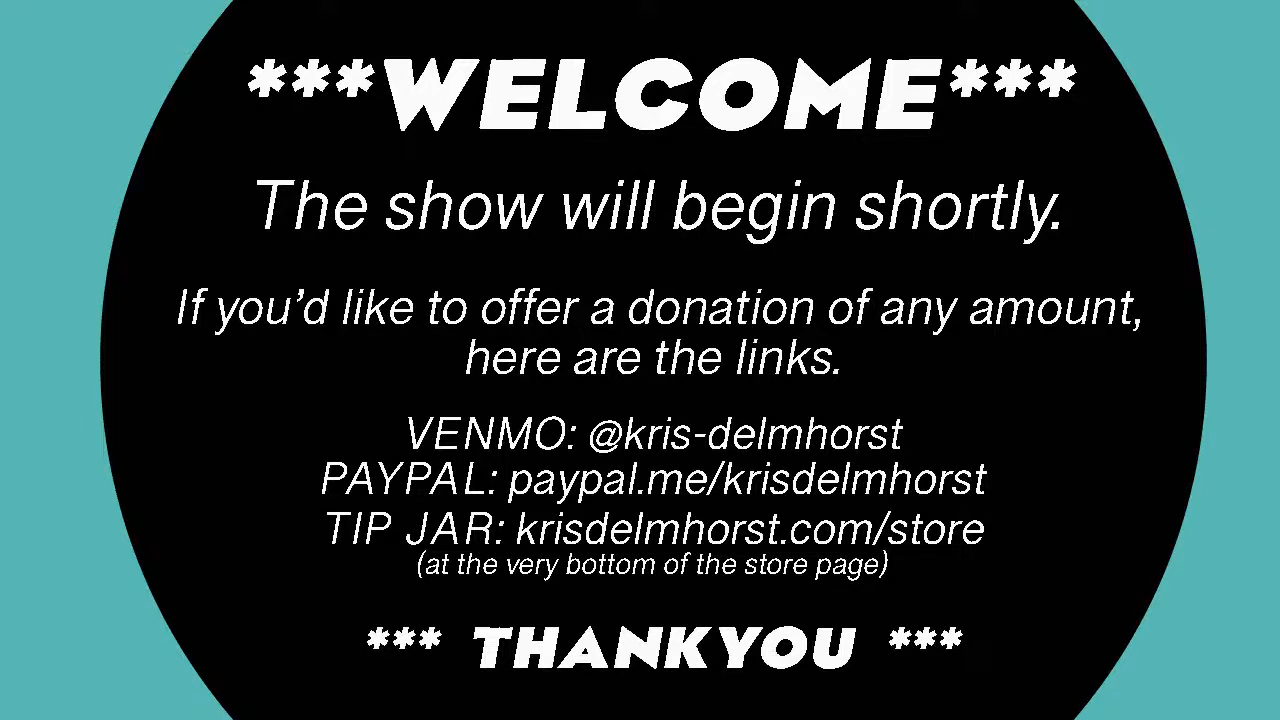 ***WELCOME***
The show will begin shortly.
If you’d like to offer a donation of any amount,
here are the links.
VENMO: @kris-delmhorst
PAYPAL: paypal.me/krisdelmhorst
TIP JAR: krisdelmhorst.com/store
(at the very bottom of the store page)
*** THANKYOU ***